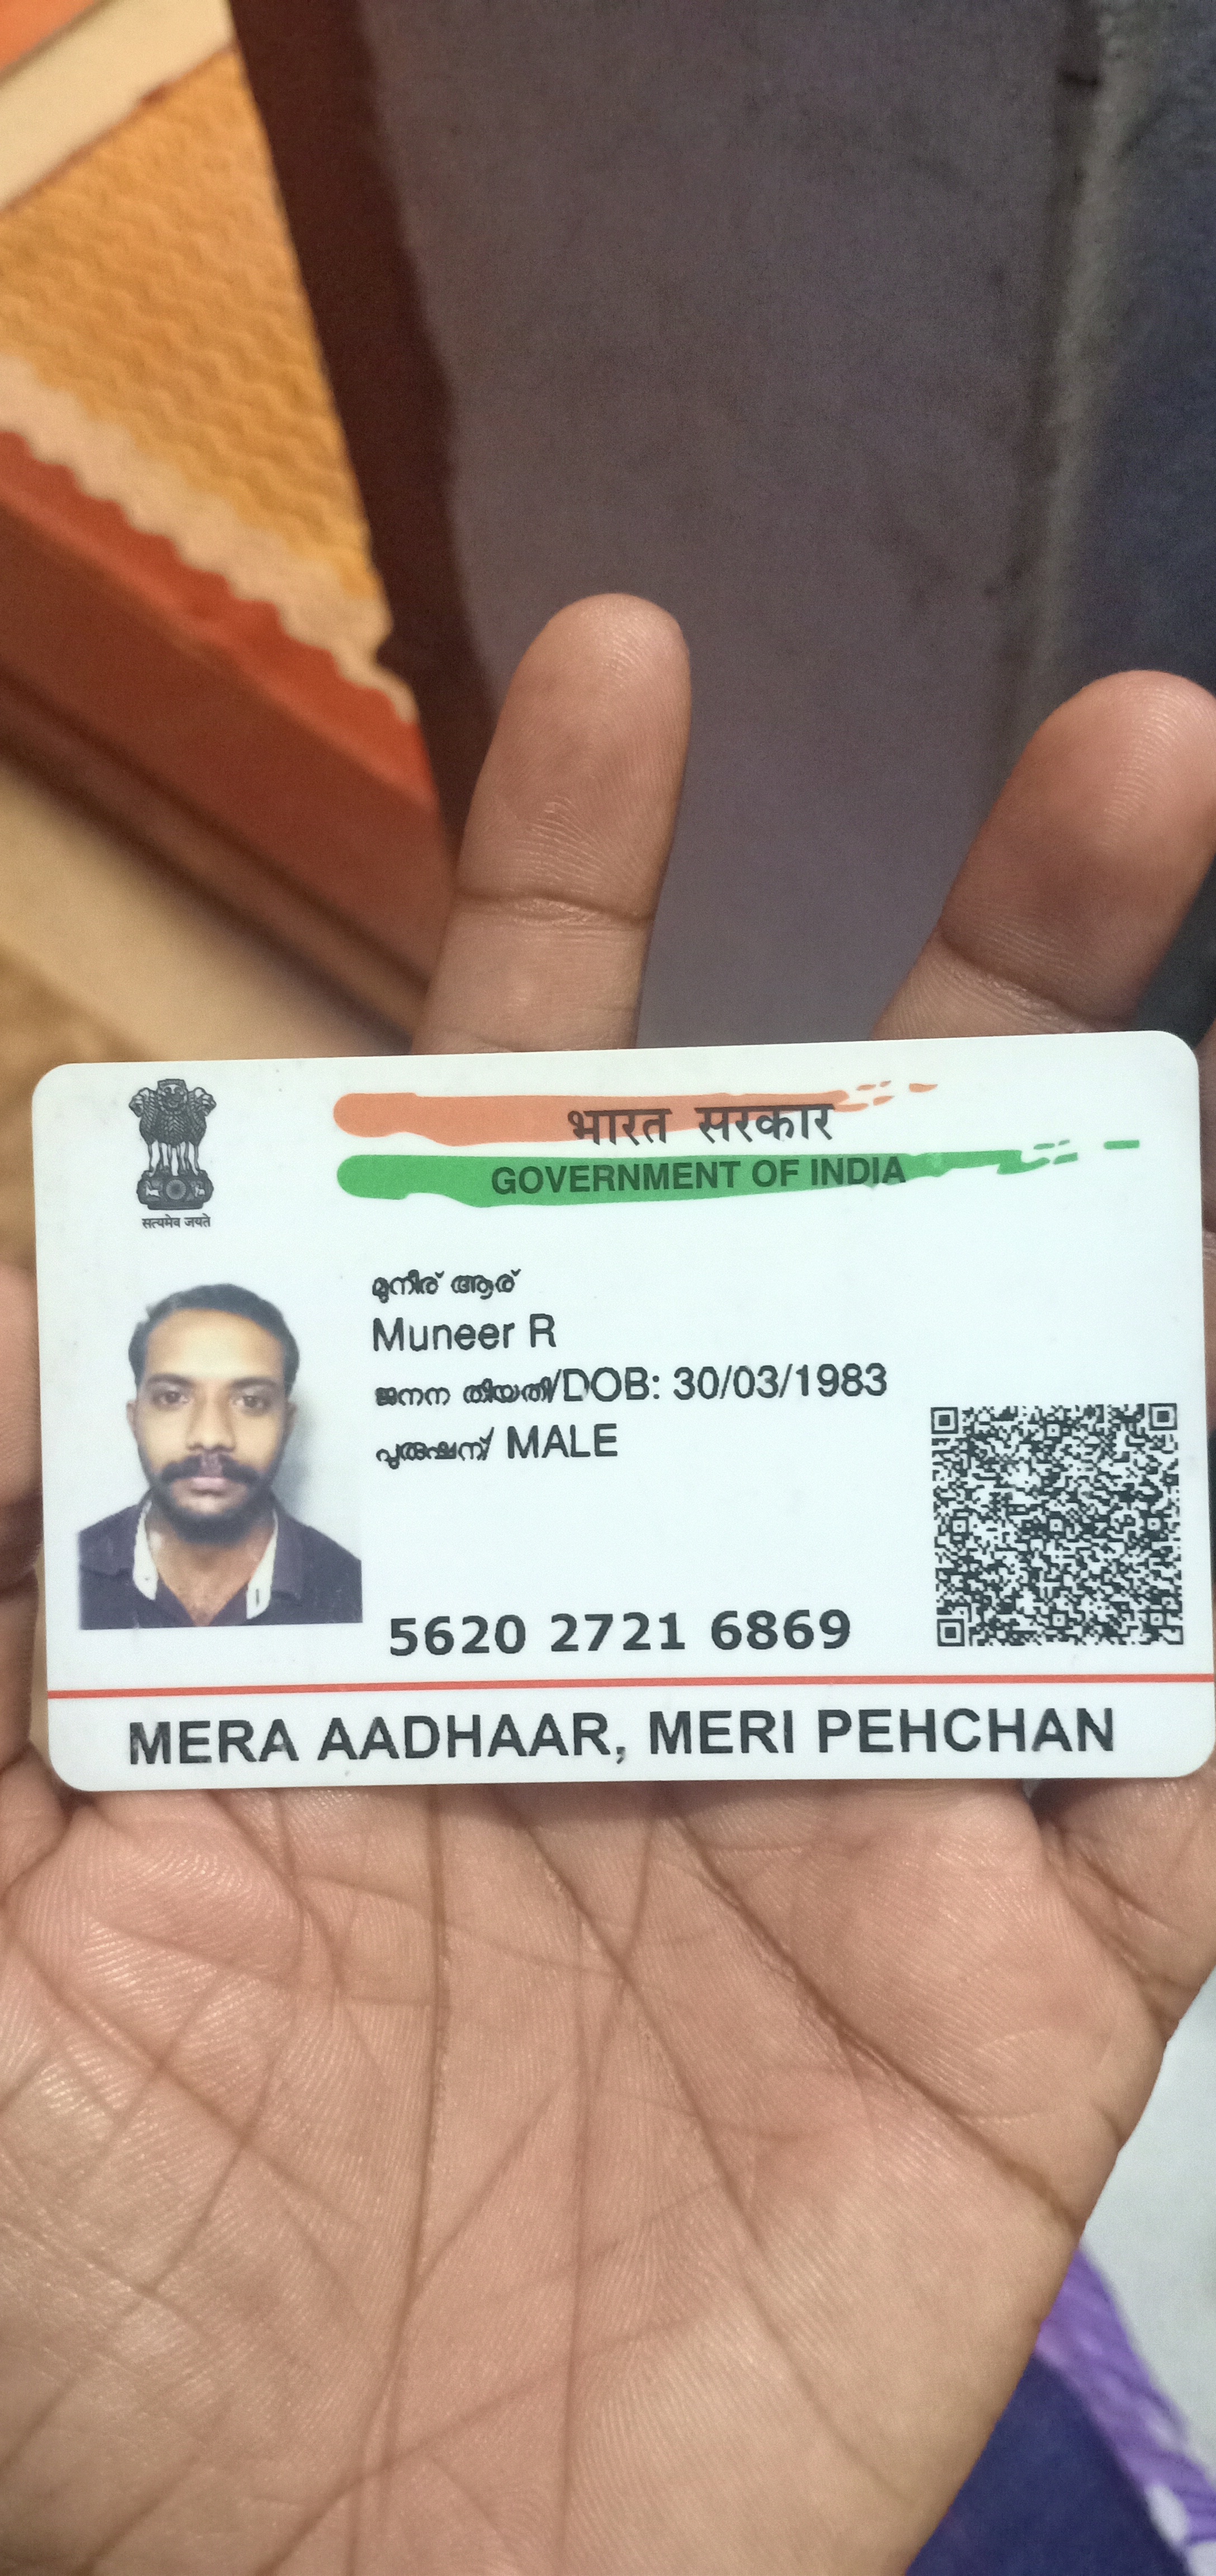 सत्यमेव जयते
भारत सरकार
GOVERNMENT OF INDIA
മുനീര് ആര്
Muneer R
ജനന തീയതി/DOB: 30/03/1983
പുരുഷന്/ MALE
5620 2721 6869
MERA AADHAAR, MERI PEHCHAN